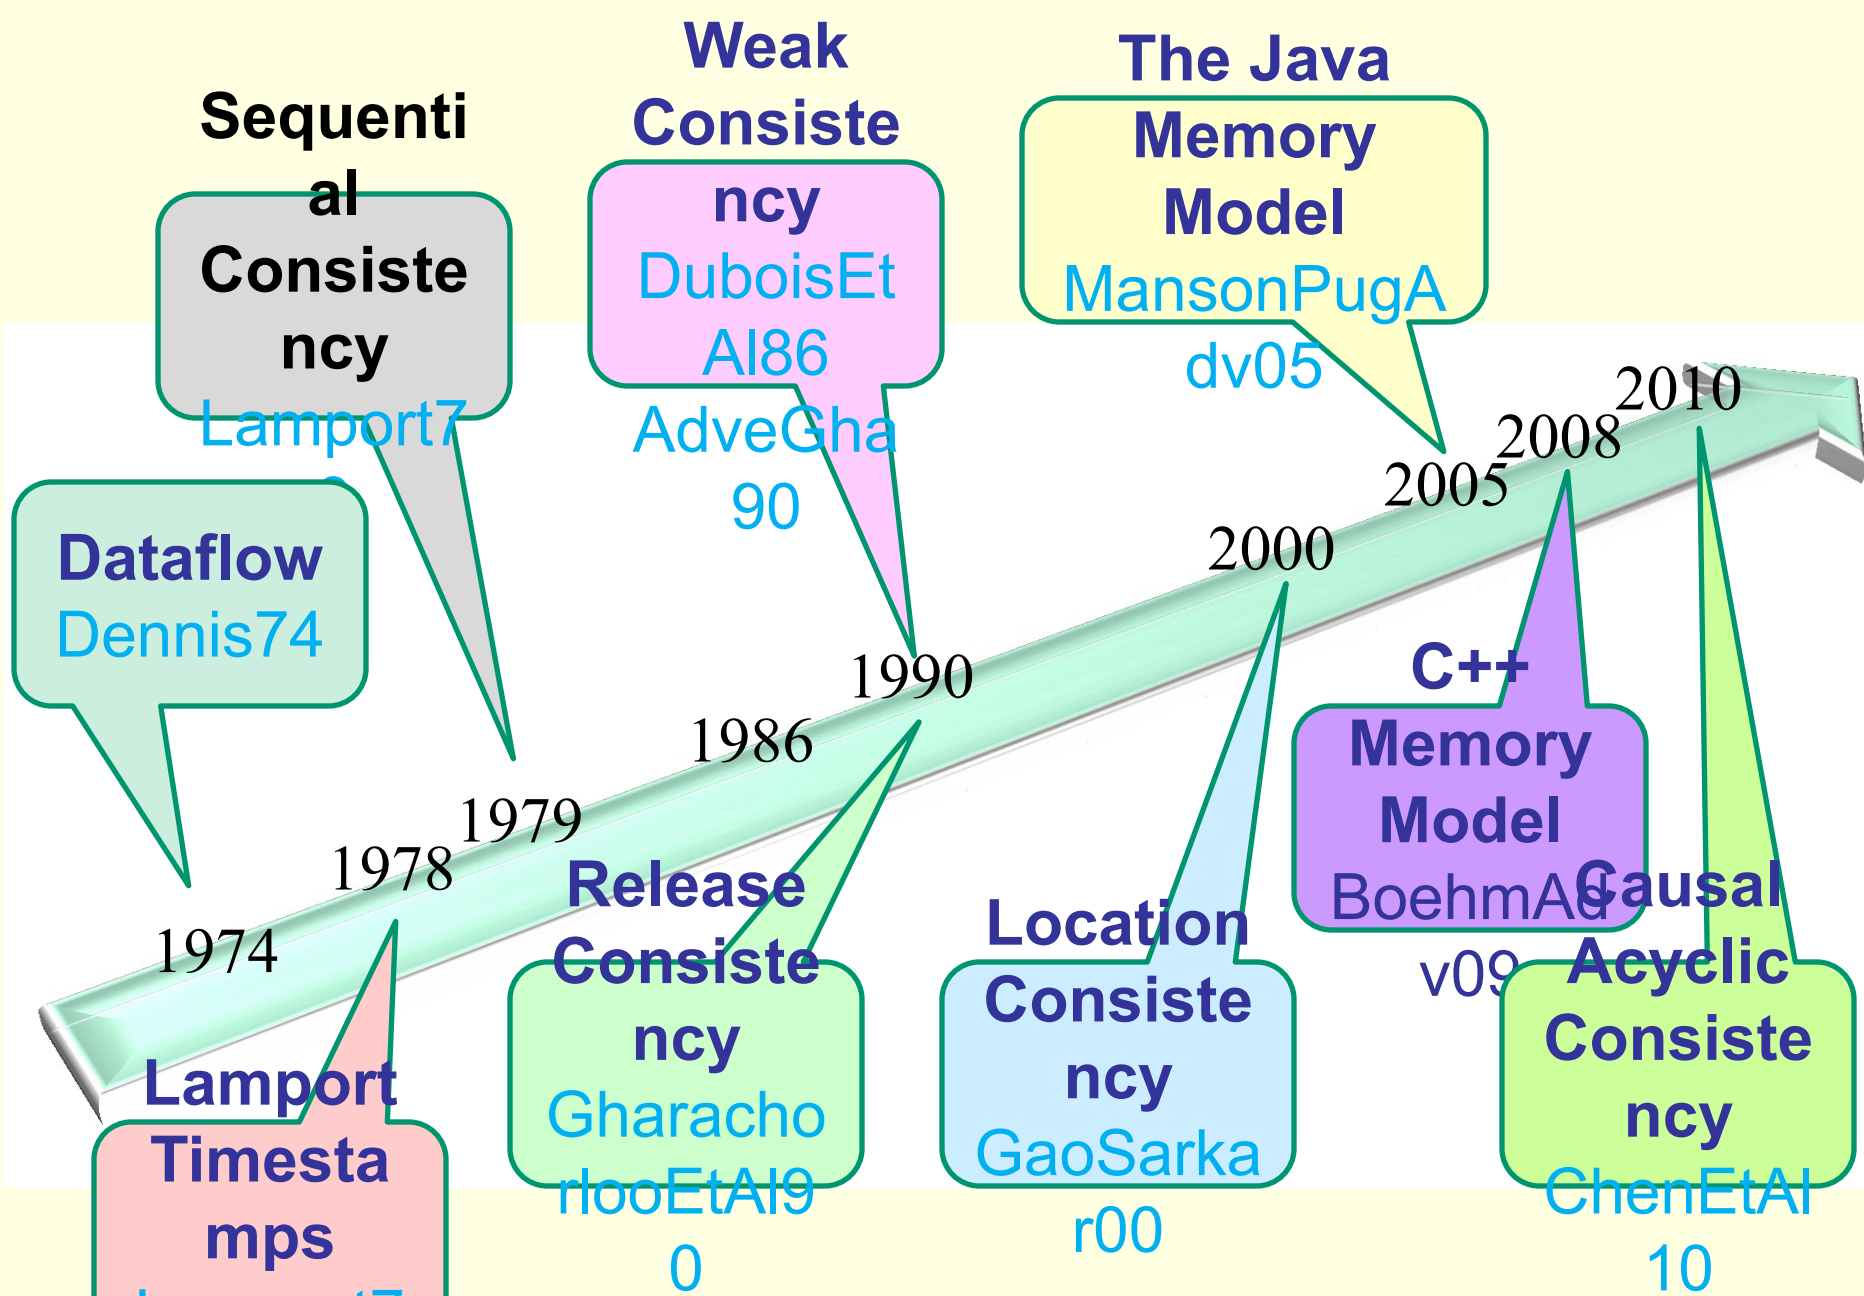 Weak
Consiste
ncy
DuboisEt
Al86
AdveGha
90
The Java
Memory
Model
MansonPugA
dv05
Sequenti
al
Consiste
ncy
Lamport7
Dataflow
Dennis74
2010
2008
2005
2000
1990
1986
1979
1978
1974
C++
Memory
Model
BoehmAd
v09
Release
Consiste
ncy
Gharacho
rlooEtAl9
0
Location
Consiste
ncy
GaoSarka
r00
Causal
Acyclic
Consiste
ncy
ChenEtAl
10
Lamport
Timesta
mps